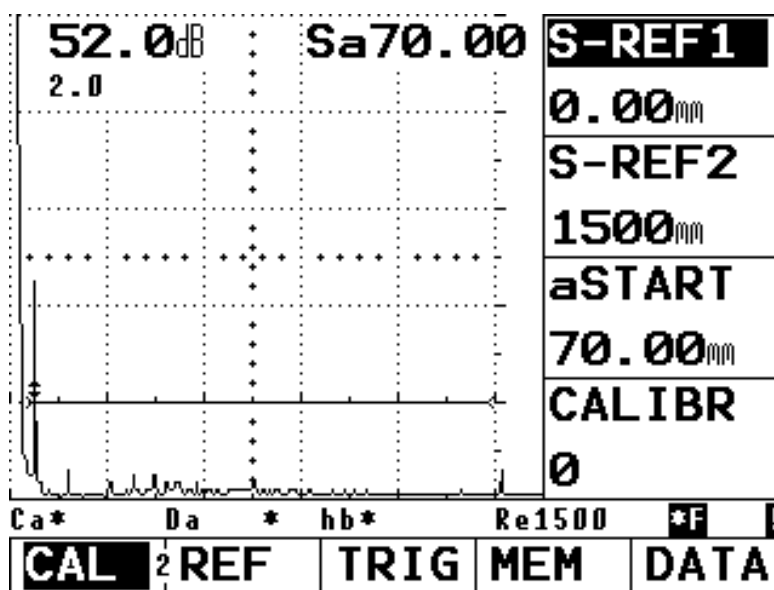 52.0dB Sa70.00
2.0
S-REF1
0.00mm
S-REF2
1500mm
aSTART
70.00mm
CALIBR
0
Ca* Da * hb* Re1500 *F
CAL 2 REF TRIG MEM DATA